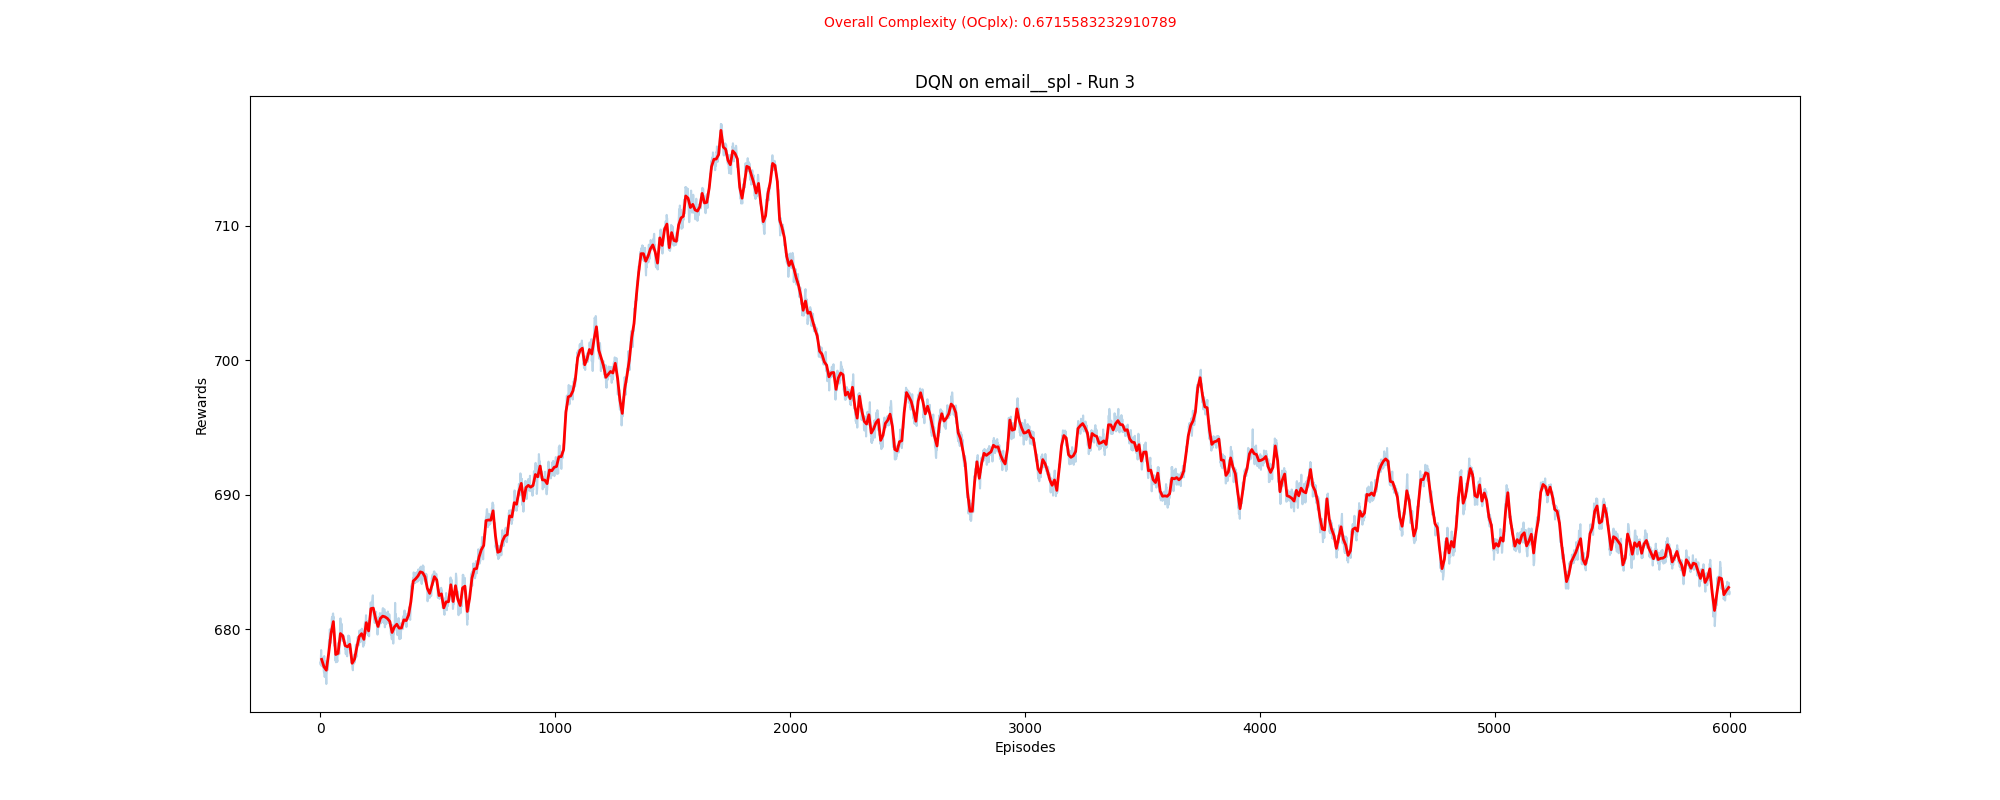 Overall Complexity (OCplx): 0.6715583232910789
DQN on email__spl - Run 3
710
700
690
680
Rewards
0 1000 2000 3000 4000 5000 6000
Episodes